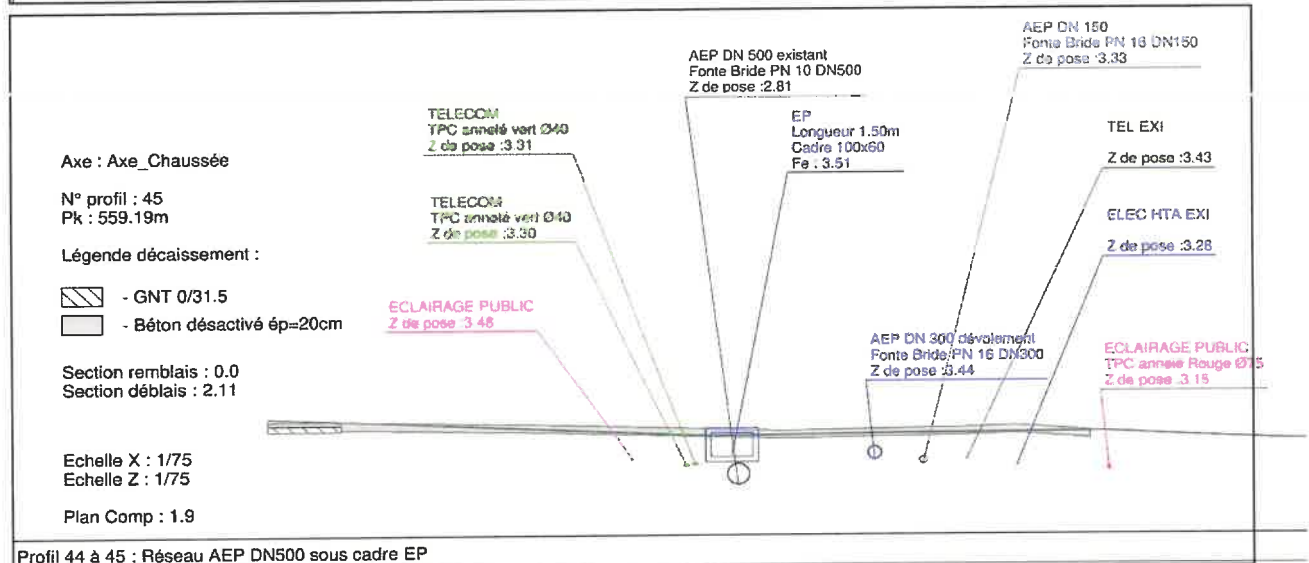 Axe : Axe_Chaussée
N° profil : 45
Pk : 559.19m
Légende décaissement :
- GNT 0/31.5
- Béton désactivé ép=20cm
Section remblais : 0.0
Section déblais : 2.11
Echelle X : 1/75
Echelle Z : 1/75
Plan Comp : 1.9
TELECOM
TPC annelé vert Ø40
Z de pose :3.31
TELECOM
TPC annelé vert Ø40
Z de pose :3.30
ECLAIRAGE PUBLIC
Z de pose :3.48
AEP DN 500 existant
Fonte Bride PN 10 DN500
Z de pose :2.81
EP
Longueur 1.50m
Cadre 100x60
Fe : 3.51
AEP DN 150
Fonte Bride PN 16 DN150
Z de pose :3.33
TEL EXI
Z de pose :3.43
ELEC HTA EXI
Z de pose :3.28
AEP DN 300 dévoiement
Fonte Bride PN 16 DN300
Z de pose :3.44
ECLAIRAGE PUBLIC
TPC annelé Rouge Ø75
Z de pose :3.15
Profil 44 à 45 : Réseau AEP DN500 sous cadre EP